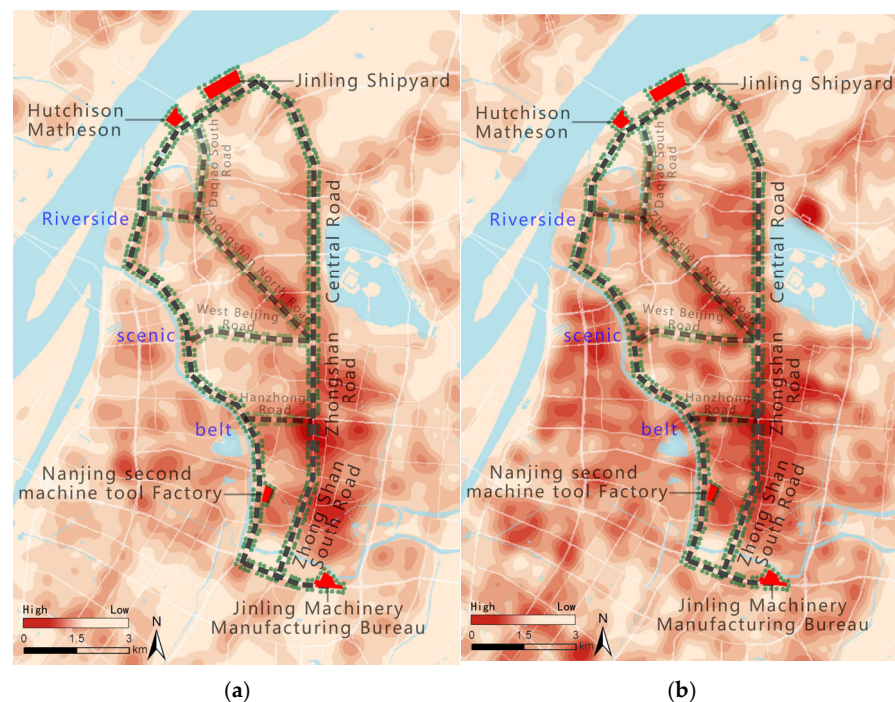 Jinling Shipyard
Hutchison
Matheson
Daqiao South
Road
Riverside
Zhongshan North Road
Central Road
West Beijing
Road
scenic
Zhongshan
Road
Hanzhong
Road
belt
Nanjing second
machine tool Factory
Zhong Shan
South Road
Jinling Machinery
Manufacturing Bureau
High Low
0 1.5 3
km
N
(a)
Jinling Shipyard
Hutchison
Matheson
Daqiao South
Road
Riverside
Zhongshan North Road
Central Road
West Beijing
Road
scenic
Zhongshan
Road
Hanzhong
Road
belt
Nanjing second
machine tool Factory
Zhong Shan
South Road
Jinling Machinery
Manufacturing Bureau
High Low
0 1.5 3
km
N
(b)